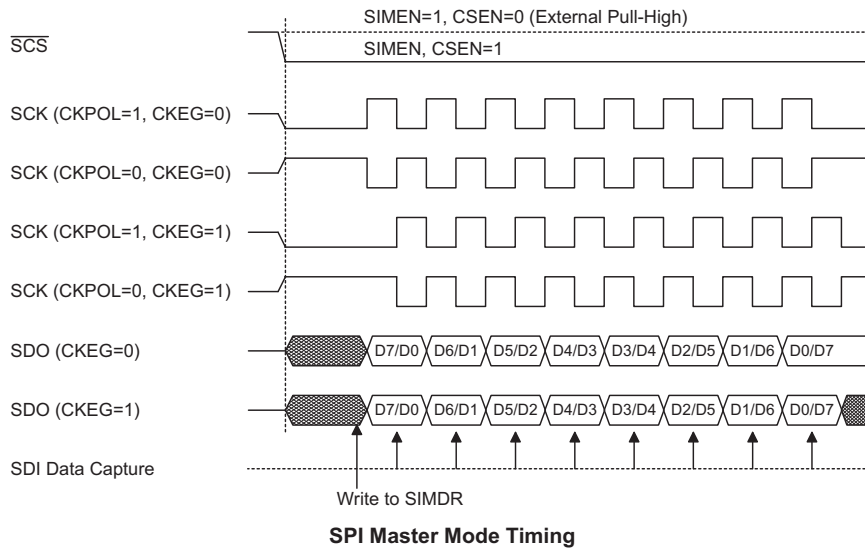 SIMEN=1, CSEN=0 (External Pull-High)
SCS
SIMEN, CSEN=1
SCK (CKPOL=1, CKEG=0)
SCK (CKPOL=0, CKEG=0)
SCK (CKPOL=1, CKEG=1)
SCK (CKPOL=0, CKEG=1)
SDO (CKEG=0) D7/D0 D6/D1 D5/D2 D4/D3 D3/D4 D2/D5 D1/D6 D0/D7
SDO (CKEG=1) D7/D0 D6/D1 D5/D2 D4/D3 D3/D4 D2/D5 D1/D6 D0/D7
SDI Data Capture
Write to SIMDR
SPI Master Mode Timing